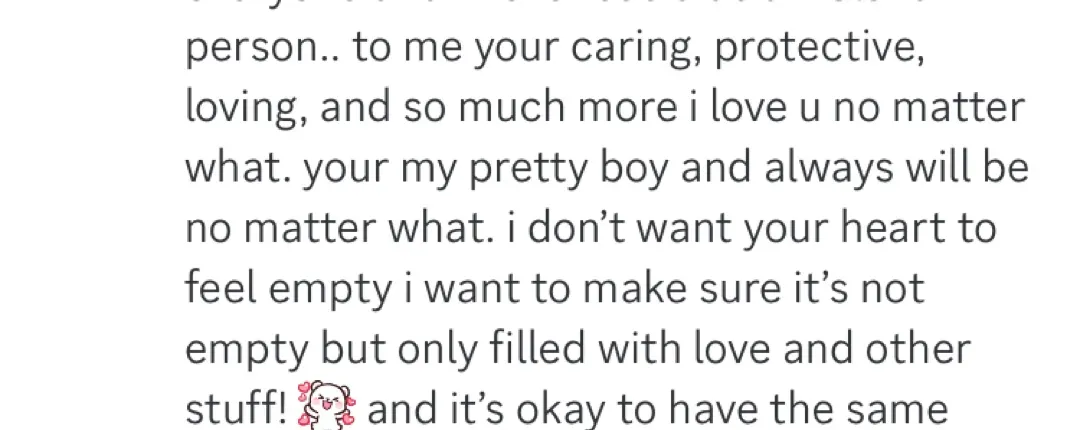 person.. to me your caring, protective,
loving, and so much more i love u no matter
what. your my pretty boy and always will be
no matter what. i don’t want your heart to
feel empty i want to make sure it’s not
empty but only filled with love and other
stuff! and it’s okay to have the same